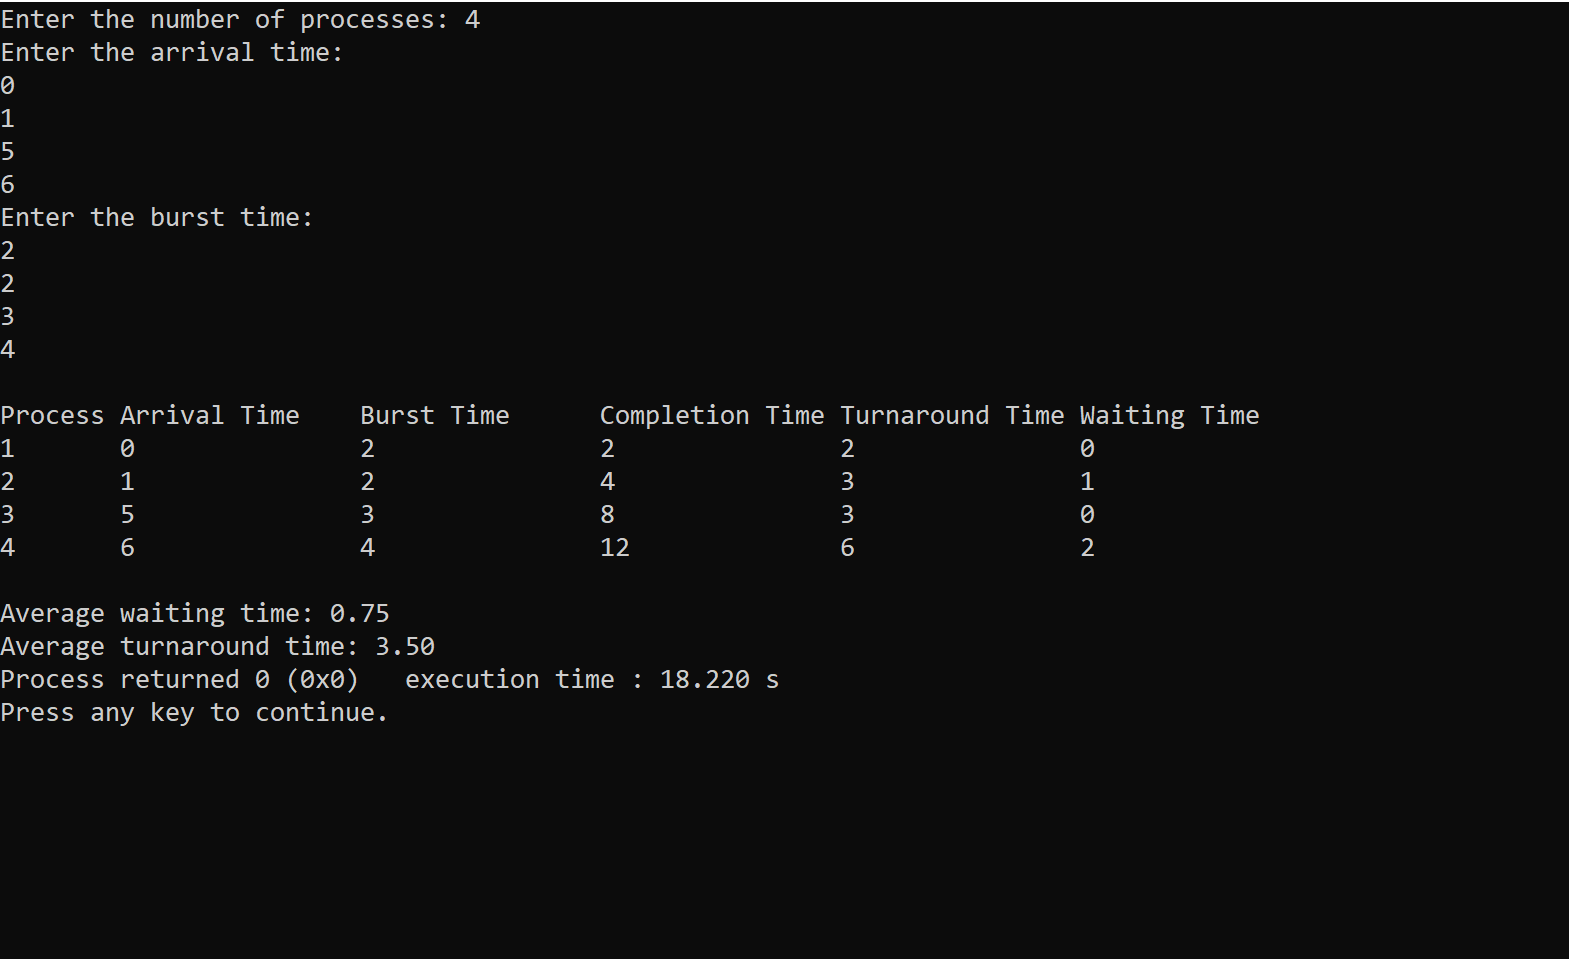 Enter the number of processes: 4
Enter the arrival time:
0
1
5
6
Enter the burst time:
2
2
3
4
Process Arrival Time    Burst Time      Completion Time Turnaround Time Waiting Time
1       0               2               2               2               0
2       1               2               4               3               1
3       5               3               8               3               0
4       6               4               12              6               2
Average waiting time: 0.75
Average turnaround time: 3.50
Process returned 0 (0x0)   execution time : 18.220 s
Press any key to continue.